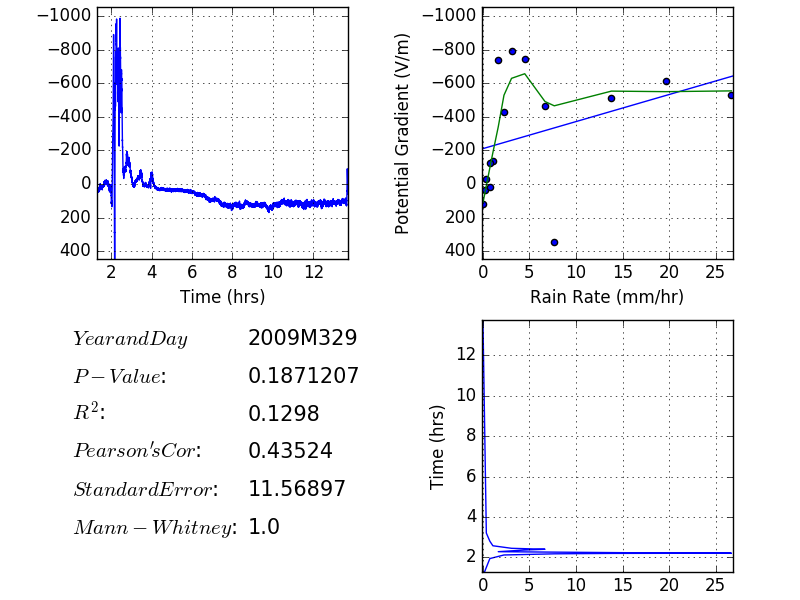 −1000
−800
−600
−400
−200
0
200
400
2 4 6 8 10 12
Time (hrs)
−1000
−800
−600
−400
−200
0
200
400
Potential Gradient (V/m)
0 5 10 15 20 25
Rain Rate (mm/hr)
YearandDay 2009M329
P − Value: 0.1871207
R²: 0.1298
Pearson'sCor: 0.43524
StandardError: 11.56897
Mann − Whitney: 1.0
12
10
8
6
4
2
Time (hrs)
0 5 10 15 20 25